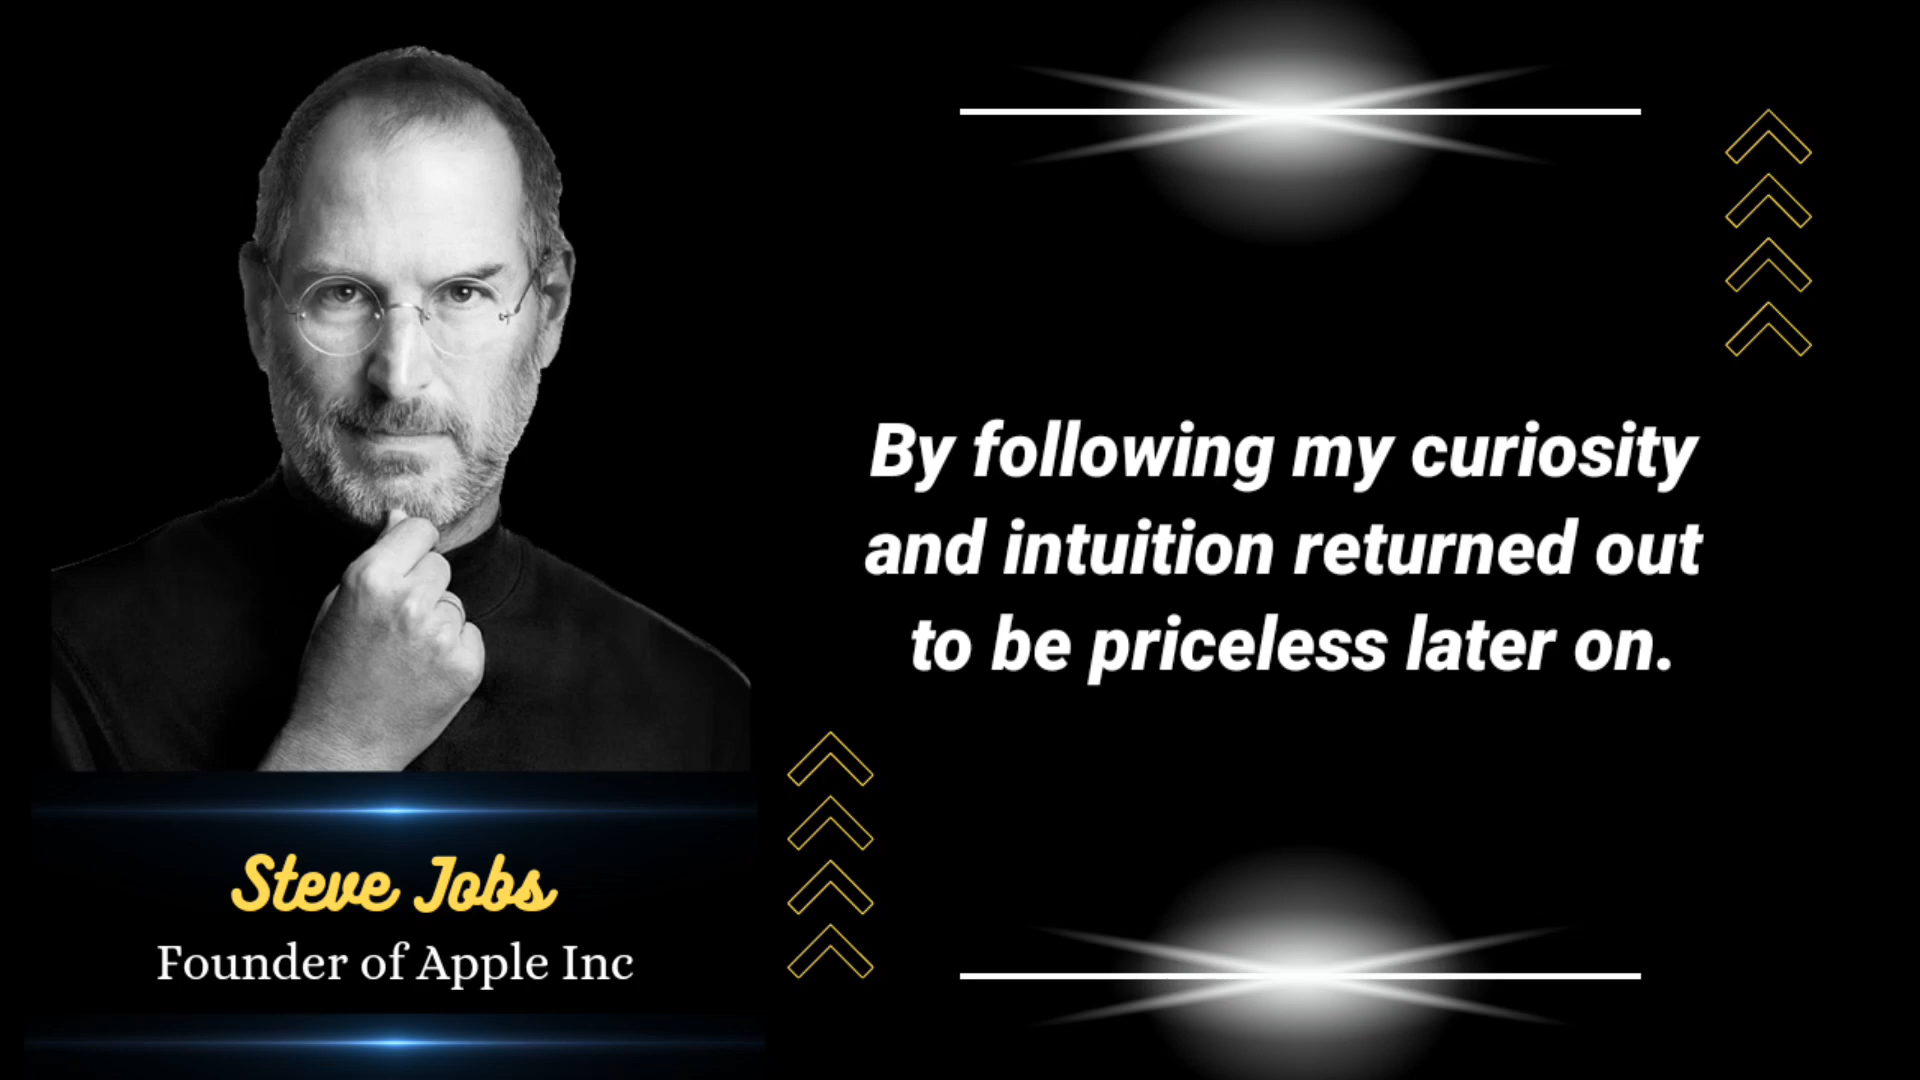 By following my curiosity
and intuition returned out
to be priceless later on.
Steve Jobs
Founder of Apple Inc